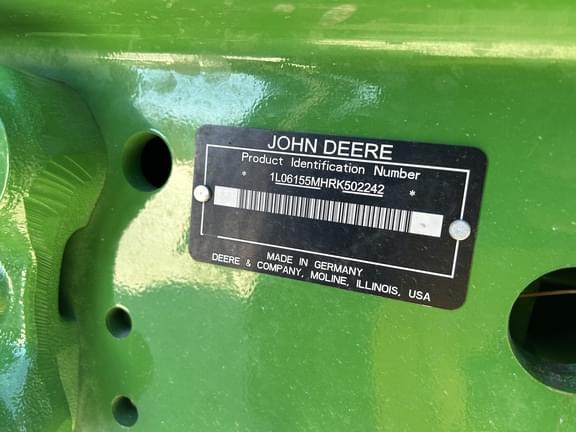 JOHN DEERE
Product Identification Number
* 1L06155MHRK502242 *
MADE IN GERMANY
DEERE & COMPANY, MOLINE, ILLINOIS, USA